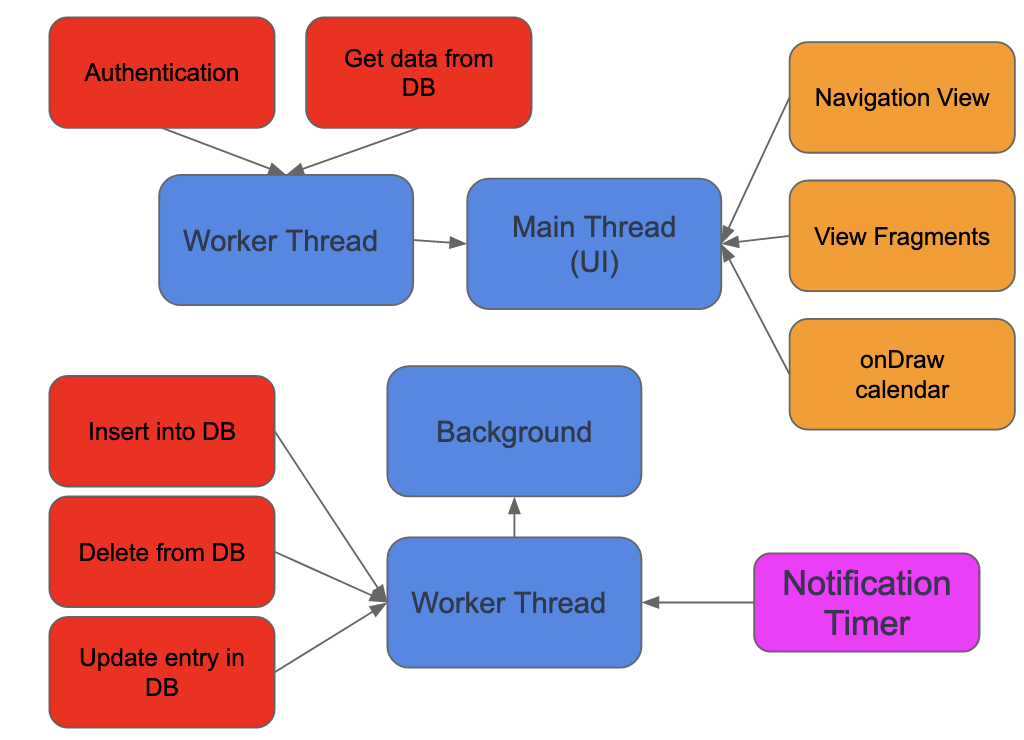 Authentication
Get data from
DB
Navigation View
Worker Thread
Main Thread
(UI)
View Fragments
onDraw
calendar
Insert into DB
Background
Delete from DB
Worker Thread
Notification
Timer
Update entry in
DB